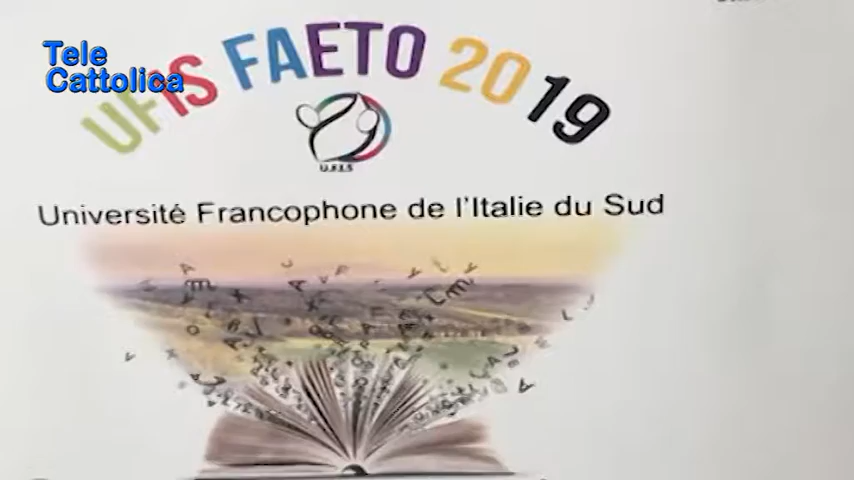 Tele
Cattolica
UFIS FAETO 2019
U.F.I.S
Université Francophone de l'Italie du Sud